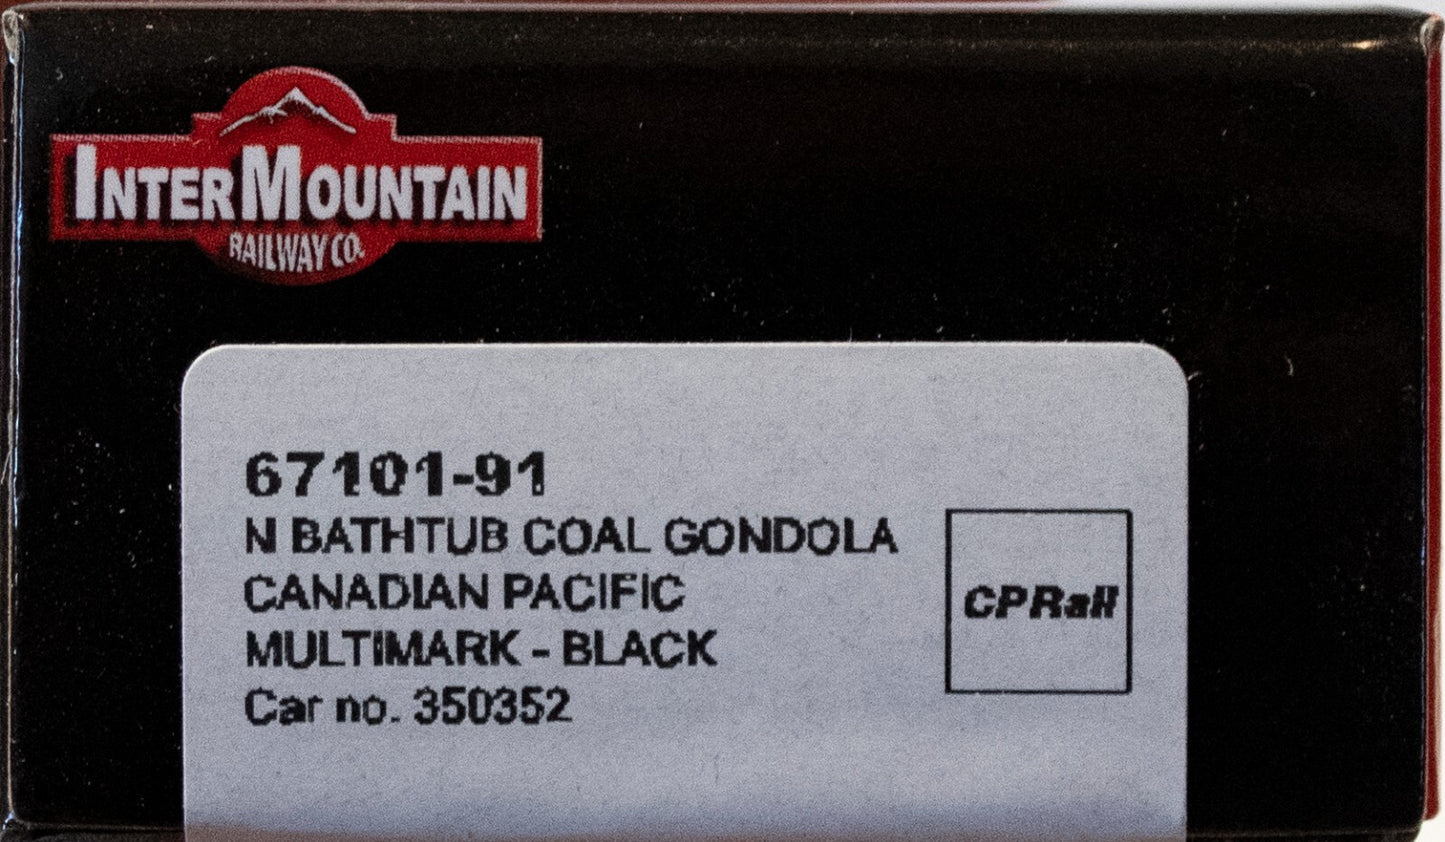 INTERMOUNTAIN
RAILWAY CO.
67101-91
N BATHTUB COAL GONDOLA
CANADIAN PACIFIC
MULTIMARK - BLACK
Car no. 350352
CPRail